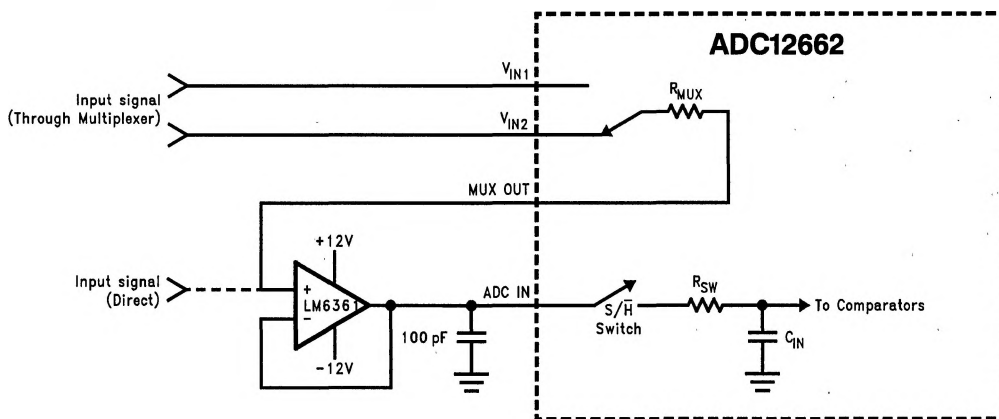 ADC12662
V_IN1
Input signal
(Through Multiplexer)
R_MUX
V_IN2
MUX OUT
+12V
Input signal
(Direct)
+
LM6361
−
ADC IN
R_SW
To Comparators
S/H̅
Switch
100 pF
C_IN
−12V